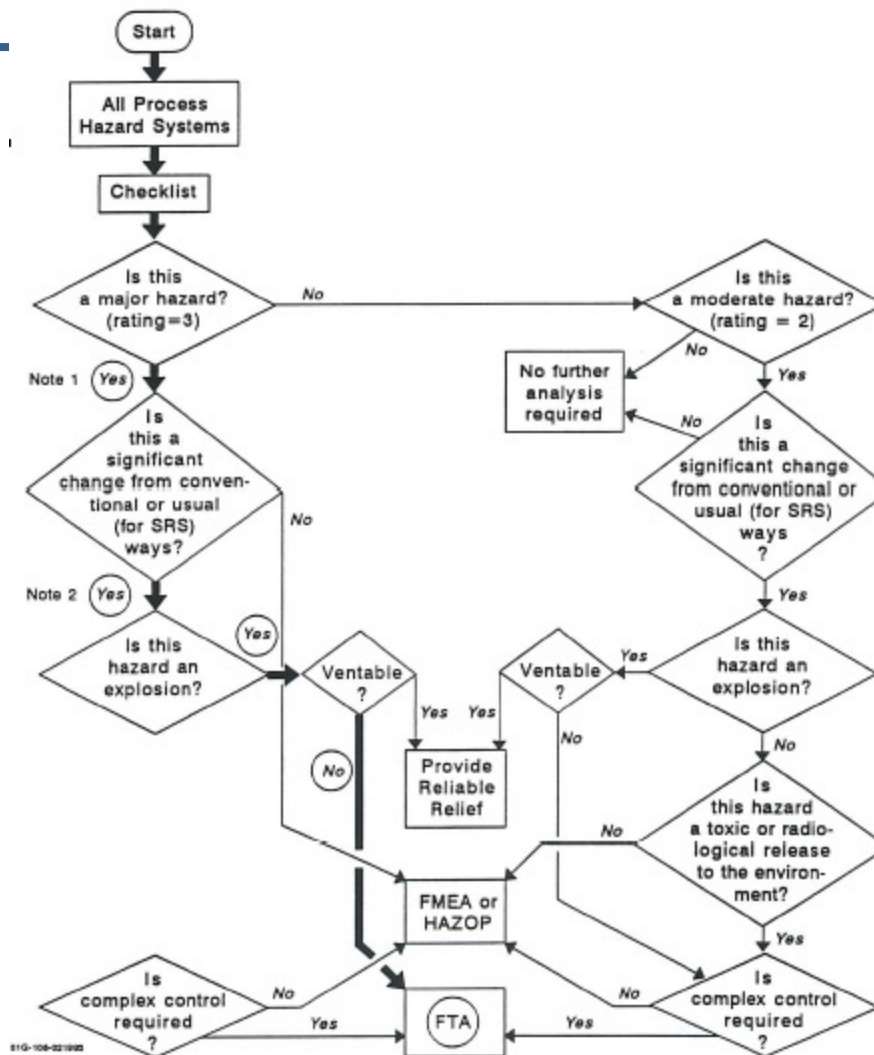 Start
All Process
Hazard Systems
Checklist
Is this
a major hazard?
(rating=3)
No
Is this
a moderate hazard?
(rating = 2)
No
Note 1
Yes
No further
analysis
required
Yes
No
Is
this a
significant
change from conven-
tional or usual
(for SRS)
ways?
No
Is
this a
significant change
from conventional or
usual (for SRS)
ways
?
Note 2
Yes
Yes
Yes
Is this
hazard an
explosion?
Ventable
?
Ventable
?
Yes
Is this
hazard an
explosion?
Yes
Yes
No
No
No
Provide
Reliable
Relief
Is
this hazard
a toxic or radio-
logical release
to the environ-
ment?
No
FMEA or
HAZOP
Yes
Is
complex control
required
?
No
Yes
FTA
No
Yes
Is
complex control
required
?